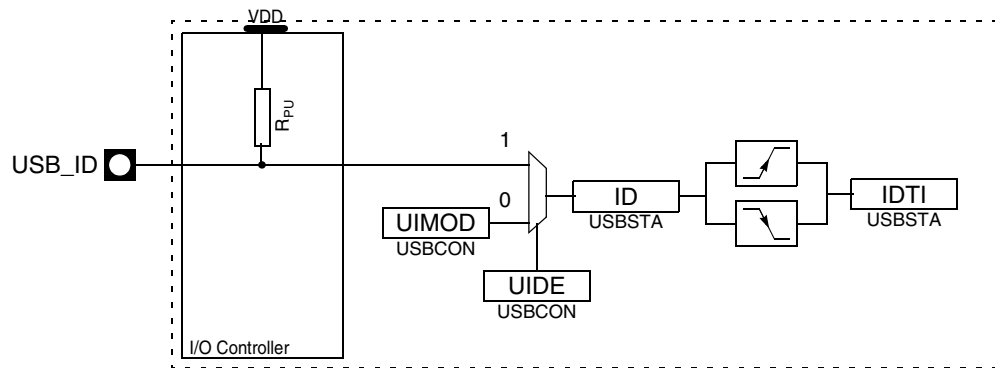 VDD
RPU
USB_ID
1
0
UIMOD
USBCON
UIDE
USBCON
ID
USBSTA
IDTI
USBSTA
I/O Controller